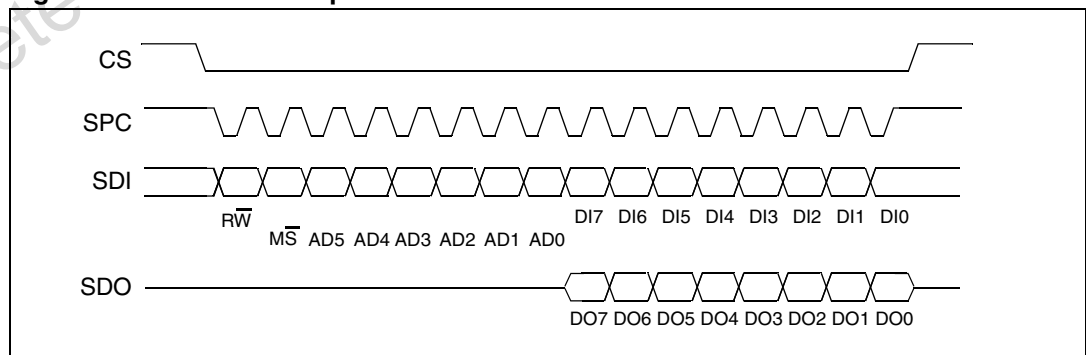 CS
SPC
SDI
RW̅
DI7 DI6 DI5 DI4 DI3 DI2 DI1 DI0
MS̅ AD5 AD4 AD3 AD2 AD1 AD0
SDO
DO7 DO6 DO5 DO4 DO3 DO2 DO1 DO0